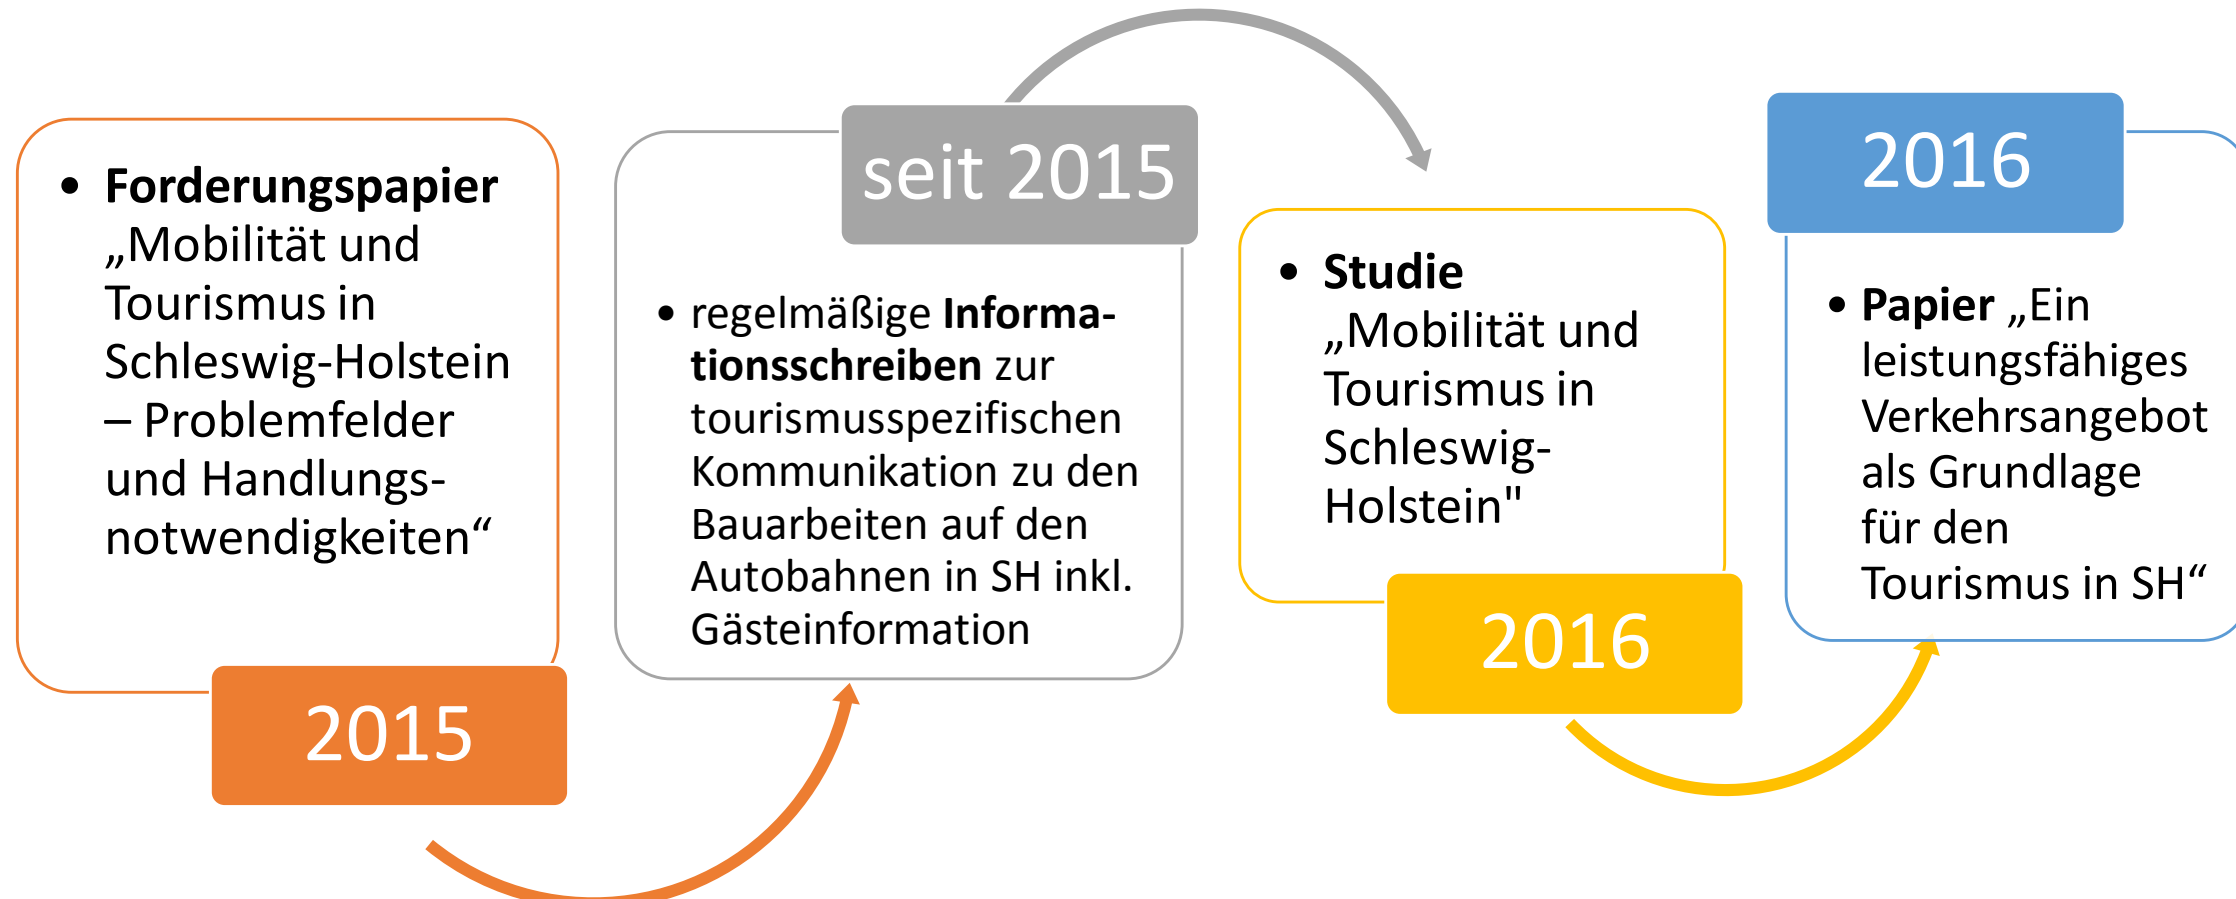 • Forderungspapier
„Mobilität und
Tourismus in
Schleswig-Holstein
– Problemfelder
und Handlungs-
notwendigkeiten“
2015
seit 2015
• regelmäßige Informa-
tionsschreiben zur
tourismusspezifischen
Kommunikation zu den
Bauarbeiten auf den
Autobahnen in SH inkl.
Gästeinformation
• Studie
„Mobilität und
Tourismus in
Schleswig-
Holstein"
2016
2016
• Papier „Ein
leistungsfähiges
Verkehrsangebot
als Grundlage
für den
Tourismus in SH“